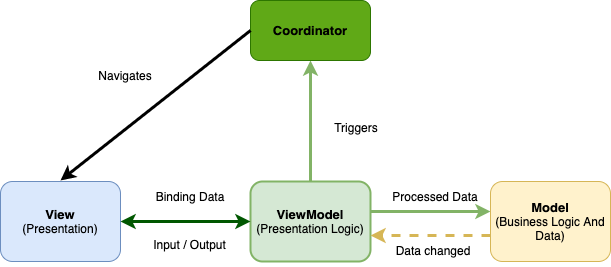 Coordinator
Navigates
Triggers
Binding Data
Processed Data
View
(Presentation)
ViewModel
(Presentation Logic)
Model
(Business Logic And
Data)
Input / Output
Data changed